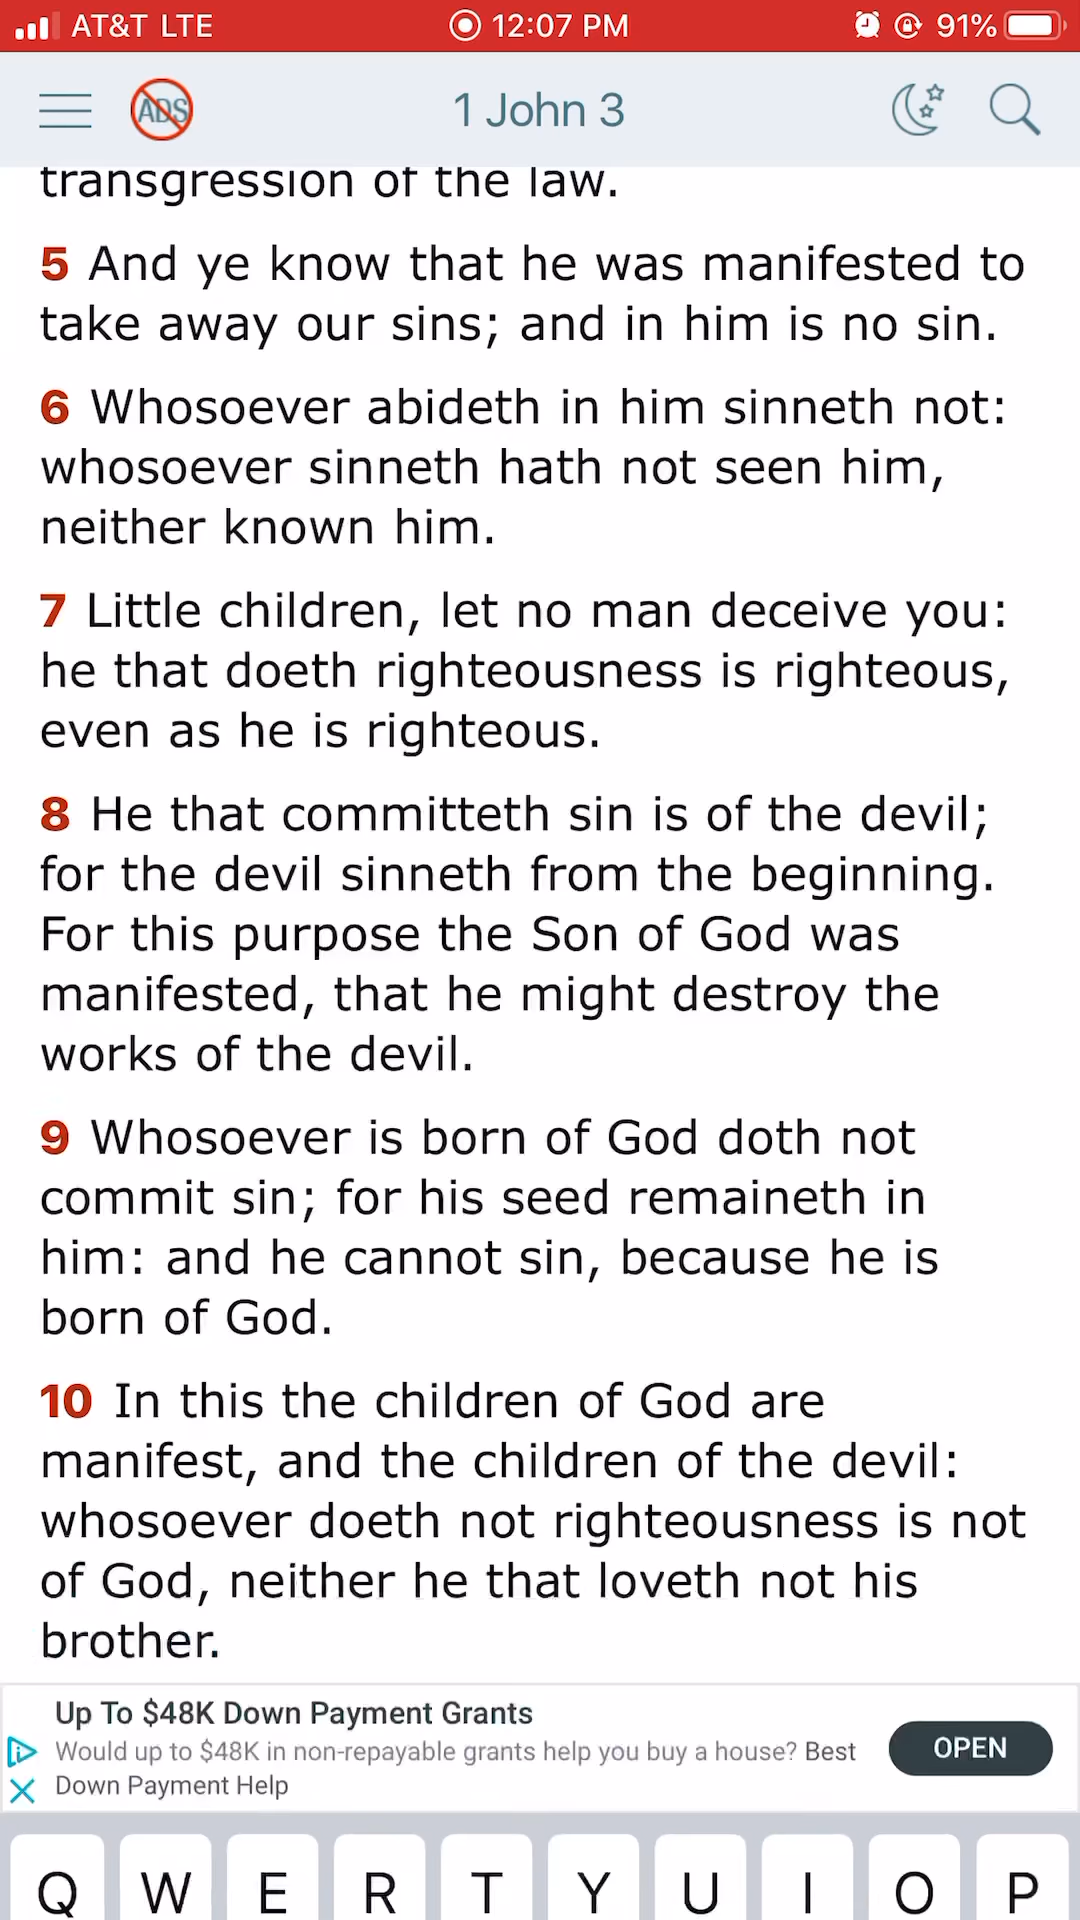 AT&T LTE 12:07 PM 91%
ADS 1 John 3
transgression of the law.
5 And ye know that he was manifested to
take away our sins; and in him is no sin.
6 Whosoever abideth in him sinneth not:
whosoever sinneth hath not seen him,
neither known him.
7 Little children, let no man deceive you:
he that doeth righteousness is righteous,
even as he is righteous.
8 He that committeth sin is of the devil;
for the devil sinneth from the beginning.
For this purpose the Son of God was
manifested, that he might destroy the
works of the devil.
9 Whosoever is born of God doth not
commit sin; for his seed remaineth in
him: and he cannot sin, because he is
born of God.
10 In this the children of God are
manifest, and the children of the devil:
whosoever doeth not righteousness is not
of God, neither he that loveth not his
brother.
Up To $48K Down Payment Grants
Would up to $48K in non-repayable grants help you buy a house? Best
Down Payment Help
OPEN
Q W E R T Y U I O P